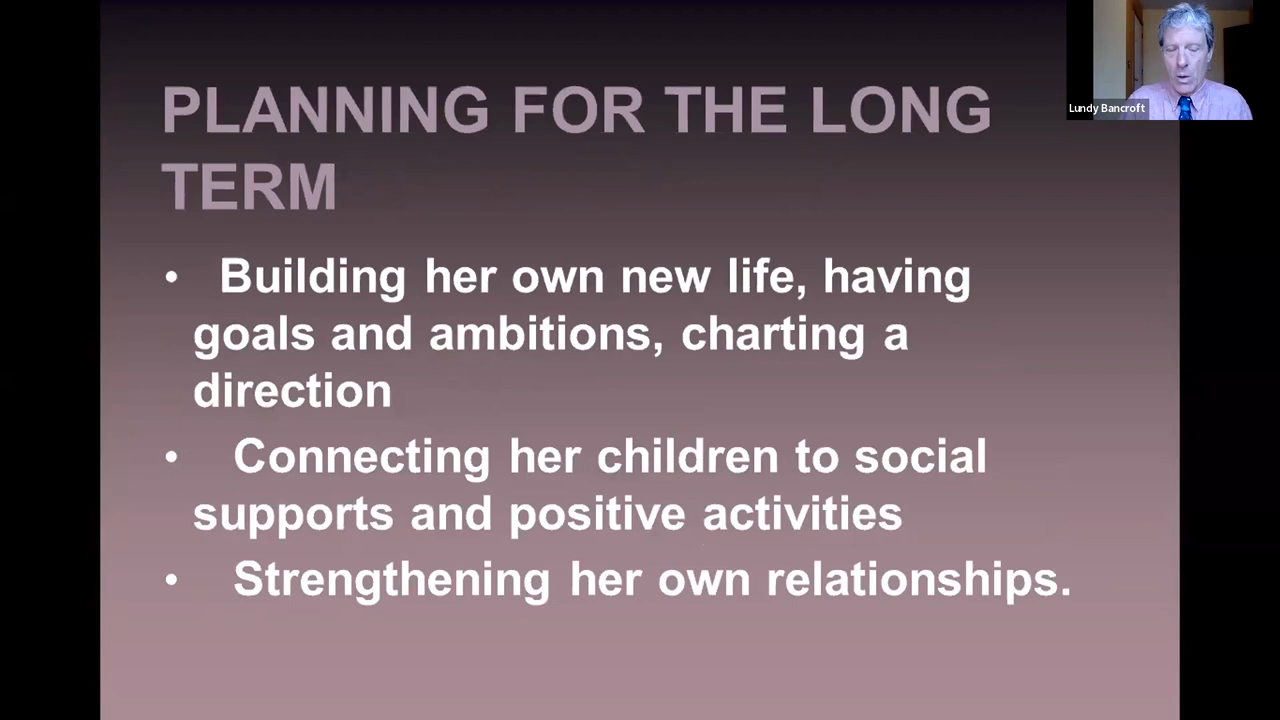 PLANNING FOR THE LONG
TERM
Lundy Bancroft
• Building her own new life, having
goals and ambitions, charting a
direction
• Connecting her children to social
supports and positive activities
• Strengthening her own relationships.